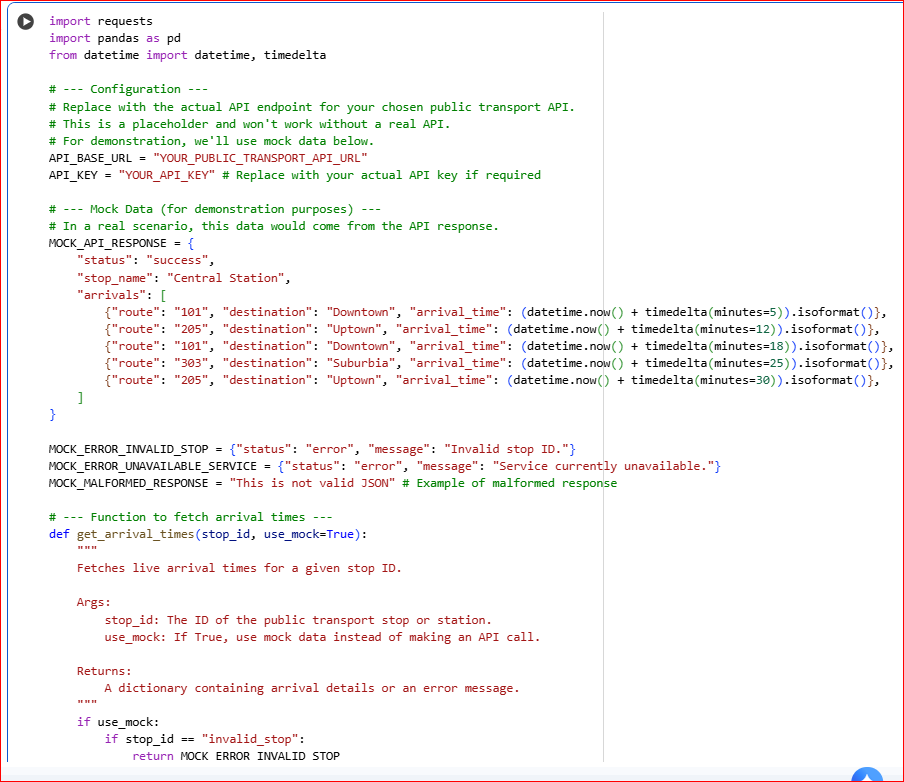 import requests
import pandas as pd
from datetime import datetime, timedelta

# --- Configuration ---
# Replace with the actual API endpoint for your chosen public transport API.
# This is a placeholder and won't work without a real API.
# For demonstration, we'll use mock data below.
API_BASE_URL = "YOUR_PUBLIC_TRANSPORT_API_URL"
API_KEY = "YOUR_API_KEY" # Replace with your actual API key if required

# --- Mock Data (for demonstration purposes) ---
# In a real scenario, this data would come from the API response.
MOCK_API_RESPONSE = {
    "status": "success",
    "stop_name": "Central Station",
    "arrivals": [
        {"route": "101", "destination": "Downtown", "arrival_time": (datetime.now() + timedelta(minutes=5)).isoformat()},
        {"route": "205", "destination": "Uptown", "arrival_time": (datetime.now() + timedelta(minutes=12)).isoformat()},
        {"route": "101", "destination": "Downtown", "arrival_time": (datetime.now() + timedelta(minutes=18)).isoformat()},
        {"route": "303", "destination": "Suburbia", "arrival_time": (datetime.now() + timedelta(minutes=25)).isoformat()},
        {"route": "205", "destination": "Uptown", "arrival_time": (datetime.now() + timedelta(minutes=30)).isoformat()},
    ]
}

MOCK_ERROR_INVALID_STOP = {"status": "error", "message": "Invalid stop ID."}
MOCK_ERROR_UNAVAILABLE_SERVICE = {"status": "error", "message": "Service currently unavailable."}
MOCK_MALFORMED_RESPONSE = "This is not valid JSON" # Example of malformed response

# --- Function to fetch arrival times ---
def get_arrival_times(stop_id, use_mock=True):
    """
    Fetches live arrival times for a given stop ID.

    Args:
        stop_id: The ID of the public transport stop or station.
        use_mock: If True, use mock data instead of making an API call.

    Returns:
        A dictionary containing arrival details or an error message.
    """
    if use_mock:
        if stop_id == "invalid_stop":
            return MOCK_ERROR_INVALID_STOP